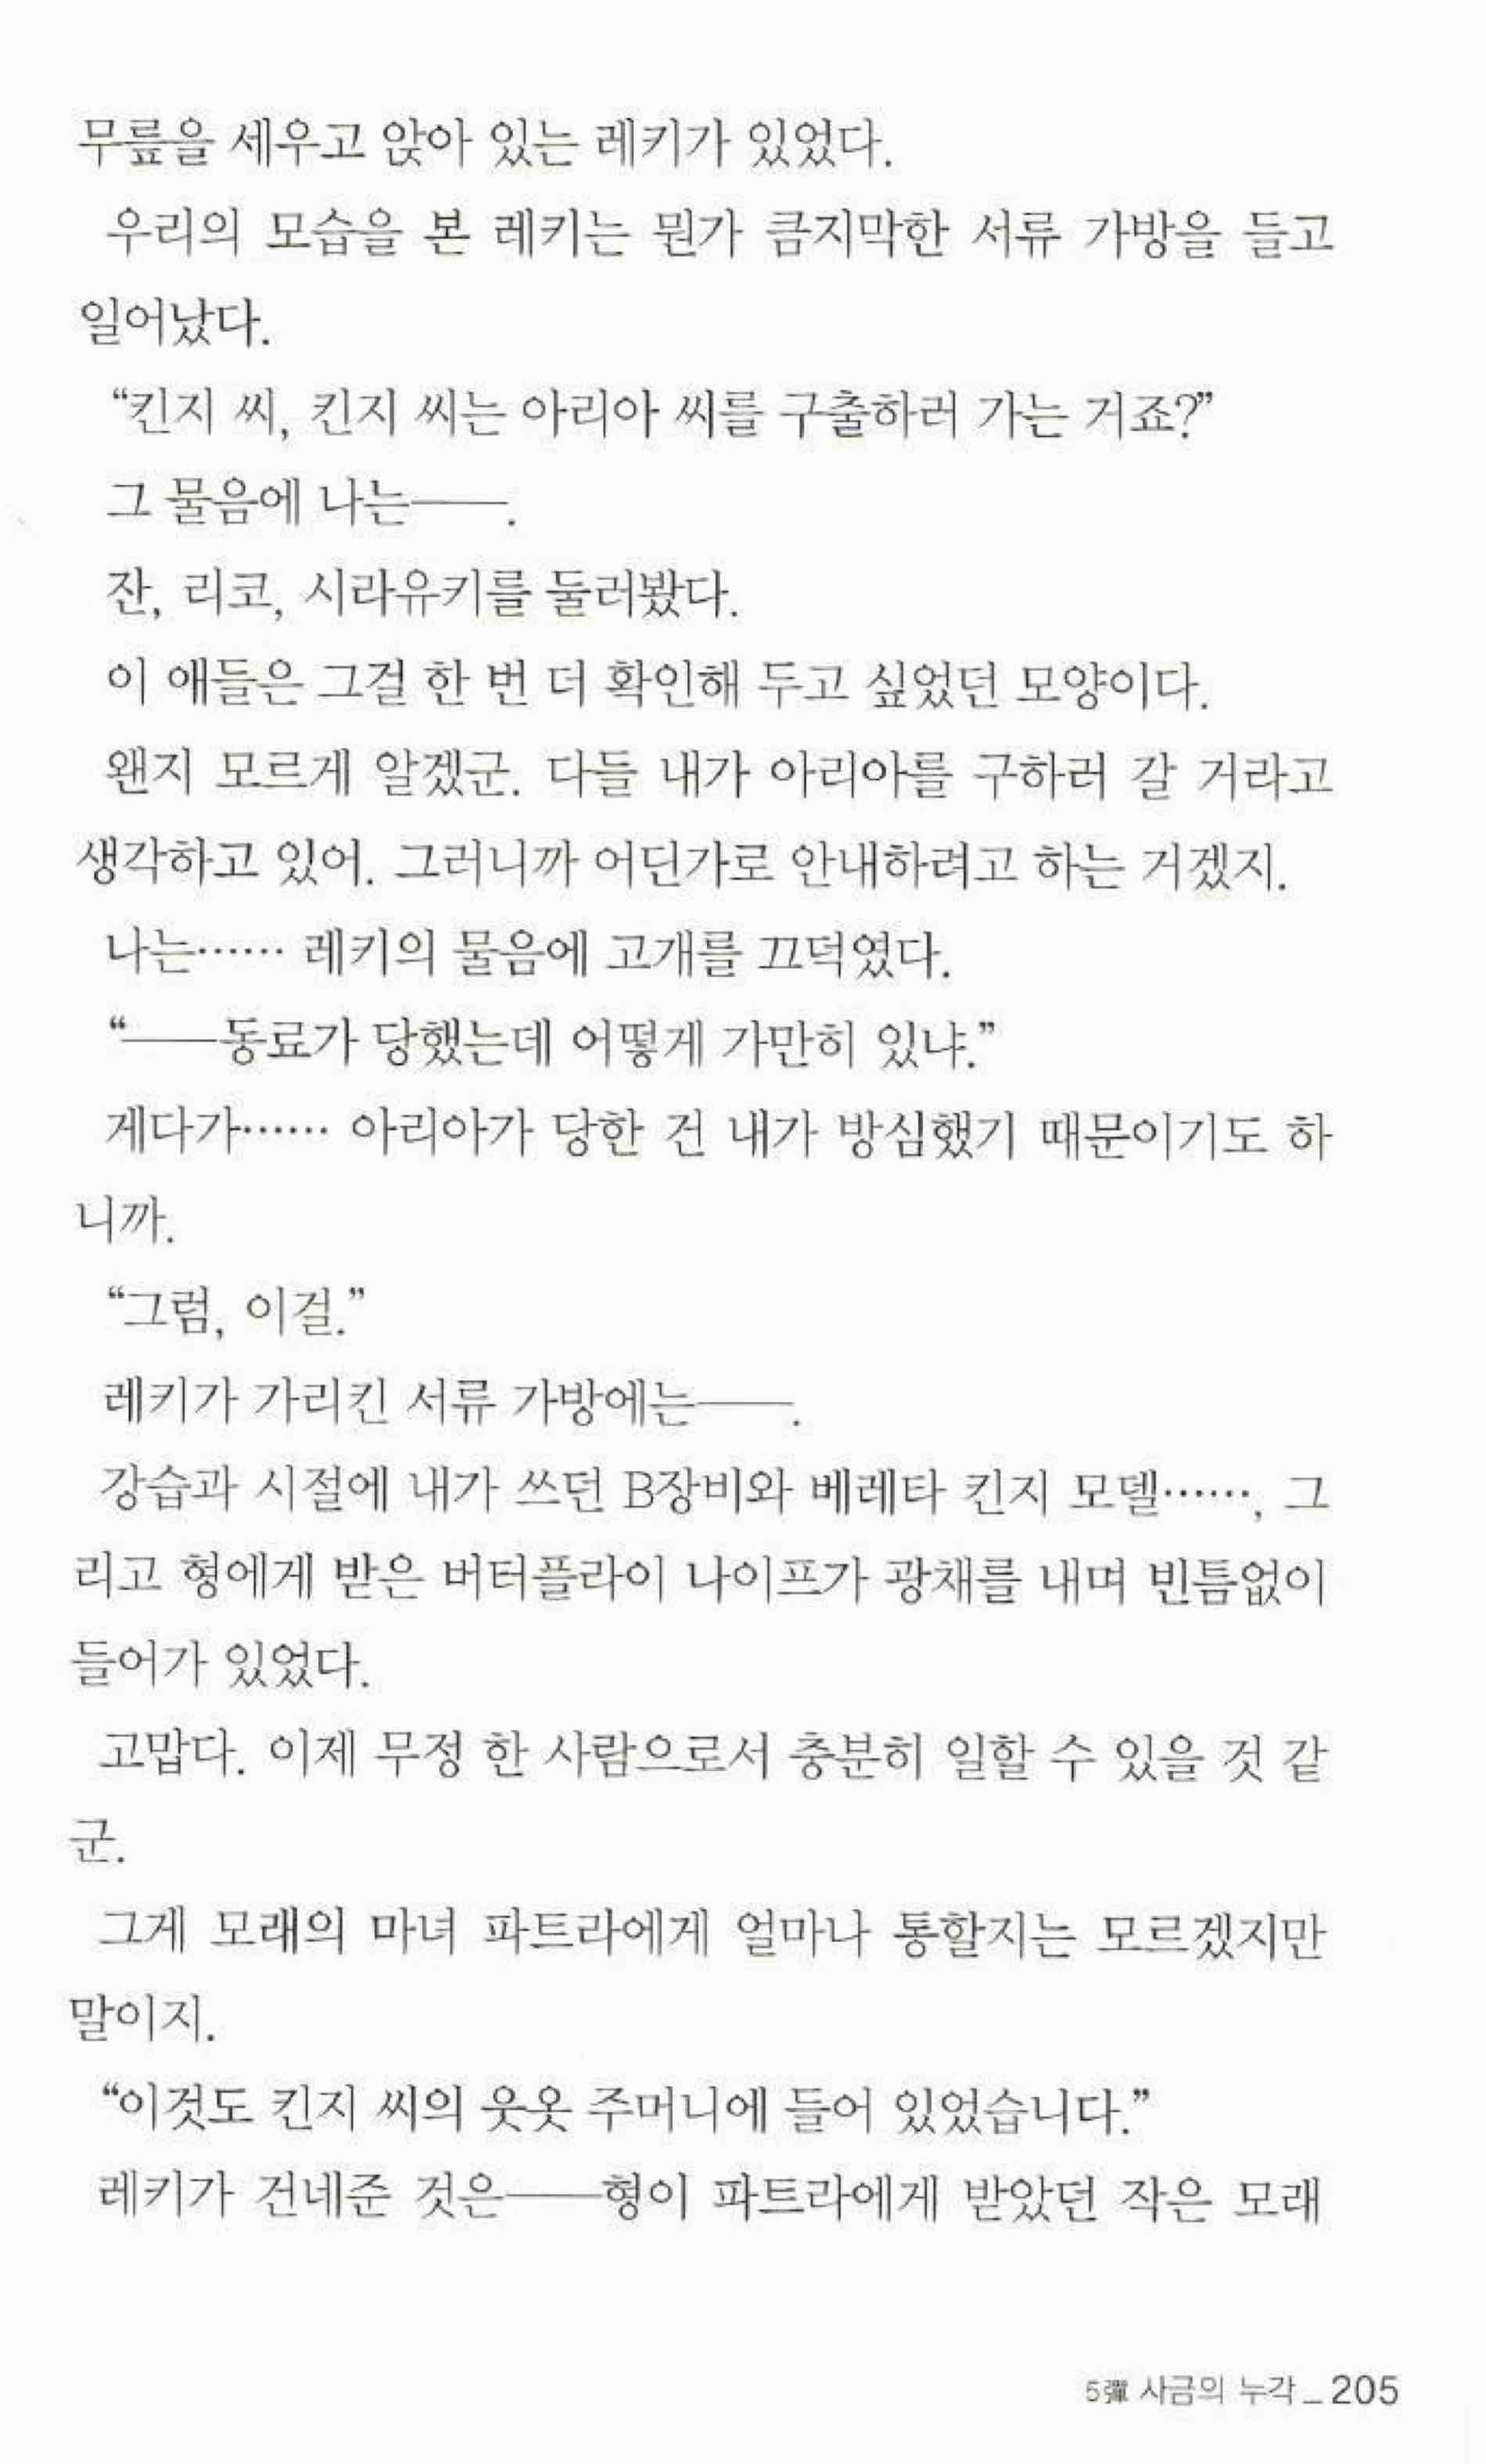 무릎을 세우고 앉아 있는 레키가 있었다.
우리의 모습을 본 레키는 뭔가 큼지막한 서류 가방을 들고
일어났다.
“킨지 씨, 킨지 씨는 아리아 씨를 구출하러 가는 거죠?”
그 물음에 나는――.
잔, 리코, 시라유키를 둘러봤다.
이 애들은 그걸 한 번 더 확인해 두고 싶었던 모양이다.
왠지 모르게 알겠군. 다들 내가 아리아를 구하러 갈 거라고
생각하고 있어. 그러니까 어딘가로 안내하려고 하는 거겠지.
나는…… 레키의 물음에 고개를 끄덕였다.
“――동료가 당했는데 어떻게 가만히 있냐.”
게다가…… 아리아가 당한 건 내가 방심했기 때문이기도 하
니까.
“그럼, 이걸.”
레키가 가리킨 서류 가방에는――.
강습과 시절에 내가 쓰던 B장비와 베레타 킨지 모델……, 그
리고 형에게 받은 버터플라이 나이프가 광채를 내며 빈틈없이
들어가 있었다.
고맙다. 이제 무정 한 사람으로서 충분히 일할 수 있을 것 같
군.
그게 모래의 마녀 파트라에게 얼마나 통할지는 모르겠지만
말이지.
“이것도 킨지 씨의 웃옷 주머니에 들어 있었습니다.”
레키가 건네준 것은――형이 파트라에게 받았던 작은 모래
5彈 사금의 누각_205